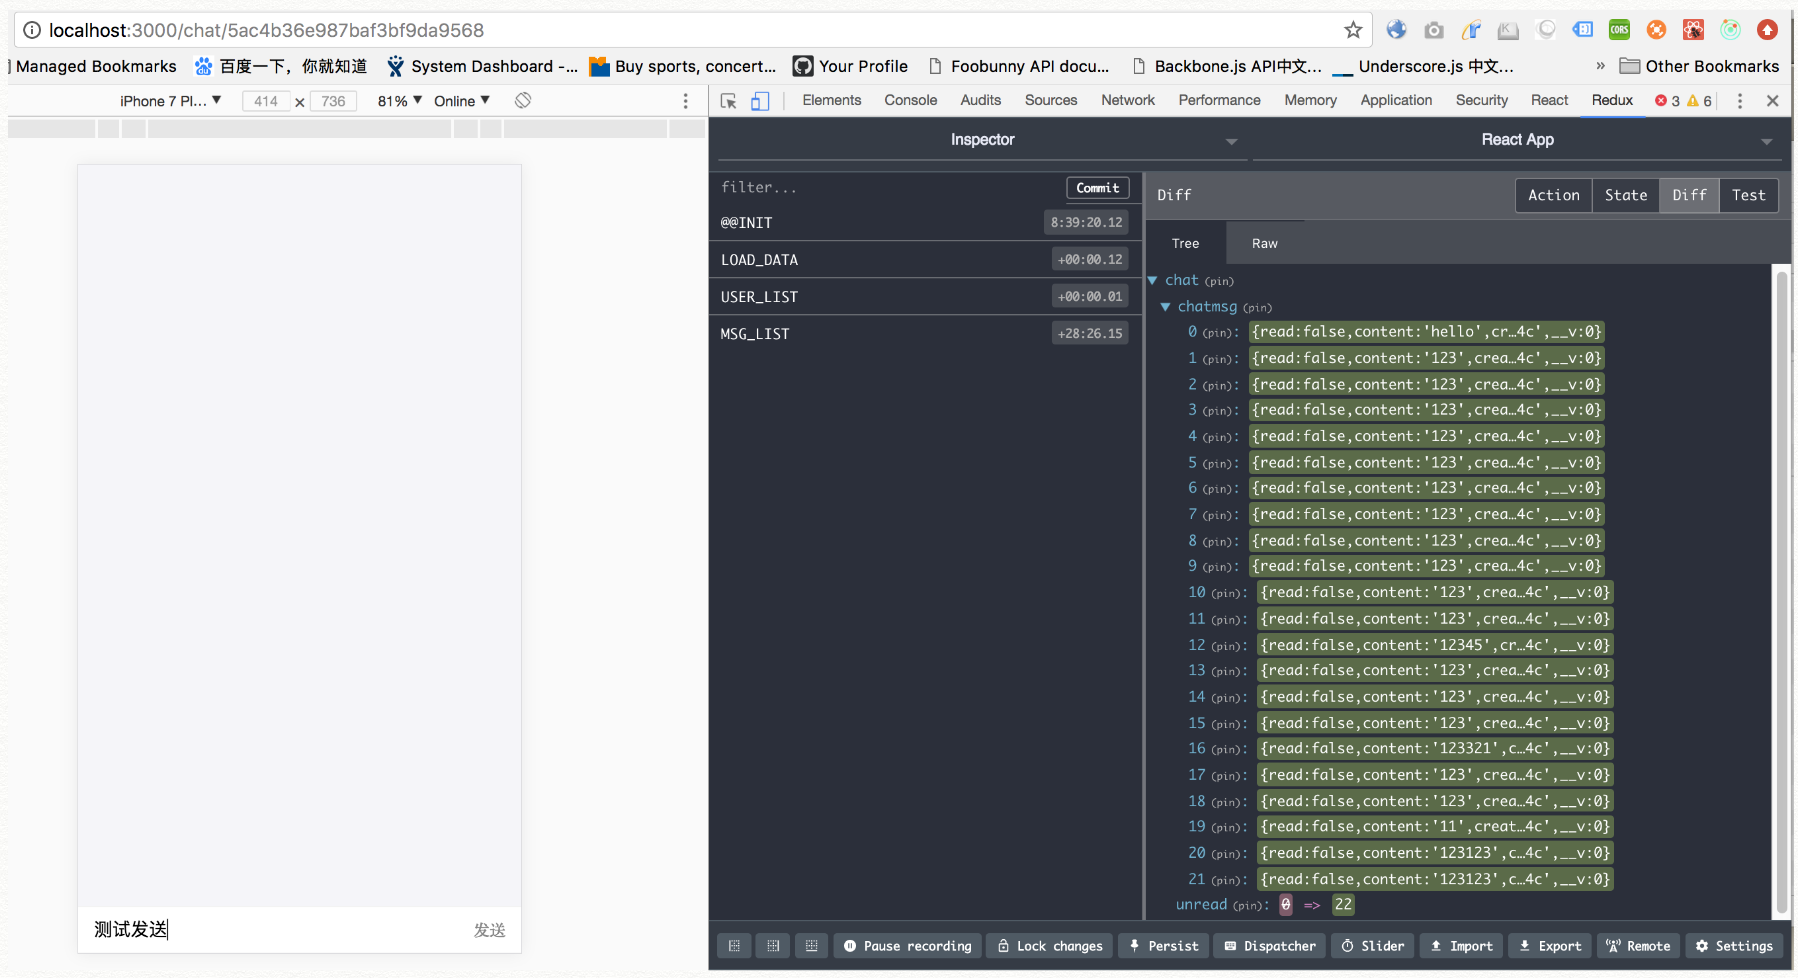 localhost:3000/chat/5ac4b36e987baf3bf9da9568
Managed Bookmarks 百度一下，你就知道 System Dashboard -... Buy sports, concert... Your Profile Foobunny API docu... Backbone.js API中文... Underscore.js 中文... » Other Bookmarks
iPhone 7 Pl... ▼ 414 × 736 81% ▼ Online ▼
Elements Console Audits Sources Network Performance Memory Application Security React Redux 3 6
Inspector React App
filter... Commit
@@INIT 8:39:20.12
LOAD_DATA +00:00.12
USER_LIST +00:00.01
MSG_LIST +28:26.15
Diff Action State Diff Test
Tree Raw
chat (pin)
chatmsg (pin)
0 (pin): {read:false,content:'hello',cr…4c',__v:0}
1 (pin): {read:false,content:'123',crea…4c',__v:0}
2 (pin): {read:false,content:'123',crea…4c',__v:0}
3 (pin): {read:false,content:'123',crea…4c',__v:0}
4 (pin): {read:false,content:'123',crea…4c',__v:0}
5 (pin): {read:false,content:'123',crea…4c',__v:0}
6 (pin): {read:false,content:'123',crea…4c',__v:0}
7 (pin): {read:false,content:'123',crea…4c',__v:0}
8 (pin): {read:false,content:'123',crea…4c',__v:0}
9 (pin): {read:false,content:'123',crea…4c',__v:0}
10 (pin): {read:false,content:'123',crea…4c',__v:0}
11 (pin): {read:false,content:'123',crea…4c',__v:0}
12 (pin): {read:false,content:'12345',cr…4c',__v:0}
13 (pin): {read:false,content:'123',crea…4c',__v:0}
14 (pin): {read:false,content:'123',crea…4c',__v:0}
15 (pin): {read:false,content:'123',crea…4c',__v:0}
16 (pin): {read:false,content:'123321',c…4c',__v:0}
17 (pin): {read:false,content:'123',crea…4c',__v:0}
18 (pin): {read:false,content:'123',crea…4c',__v:0}
19 (pin): {read:false,content:'11',creat…4c',__v:0}
20 (pin): {read:false,content:'123123',c…4c',__v:0}
21 (pin): {read:false,content:'123123',c…4c',__v:0}
unread (pin): 0 => 22
测试发送 发送
Pause recording Lock changes Persist Dispatcher Slider Import Export Remote Settings